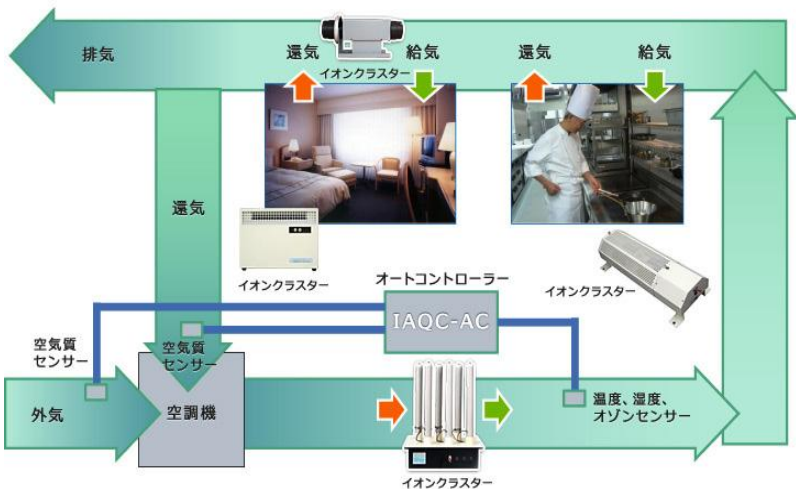 排気
還気
イオンクラスター
給気
還気
給気
還気
イオンクラスター
オートコントローラー
IAQC-AC
イオンクラスター
空気質
センサー
空気質
センサー
外気
空調機
温度、湿度、
オゾンセンサー
イオンクラスター